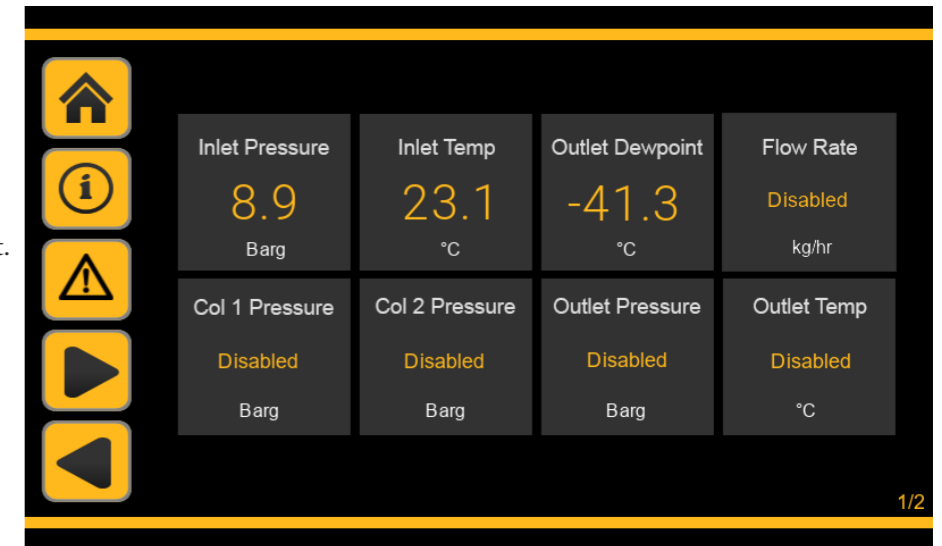 Inlet Pressure
8.9
Barg
Inlet Temp
23.1
°C
Outlet Dewpoint
-41.3
°C
Flow Rate
Disabled
kg/hr
Col 1 Pressure
Disabled
Barg
Col 2 Pressure
Disabled
Barg
Outlet Pressure
Disabled
Barg
Outlet Temp
Disabled
°C
1/2